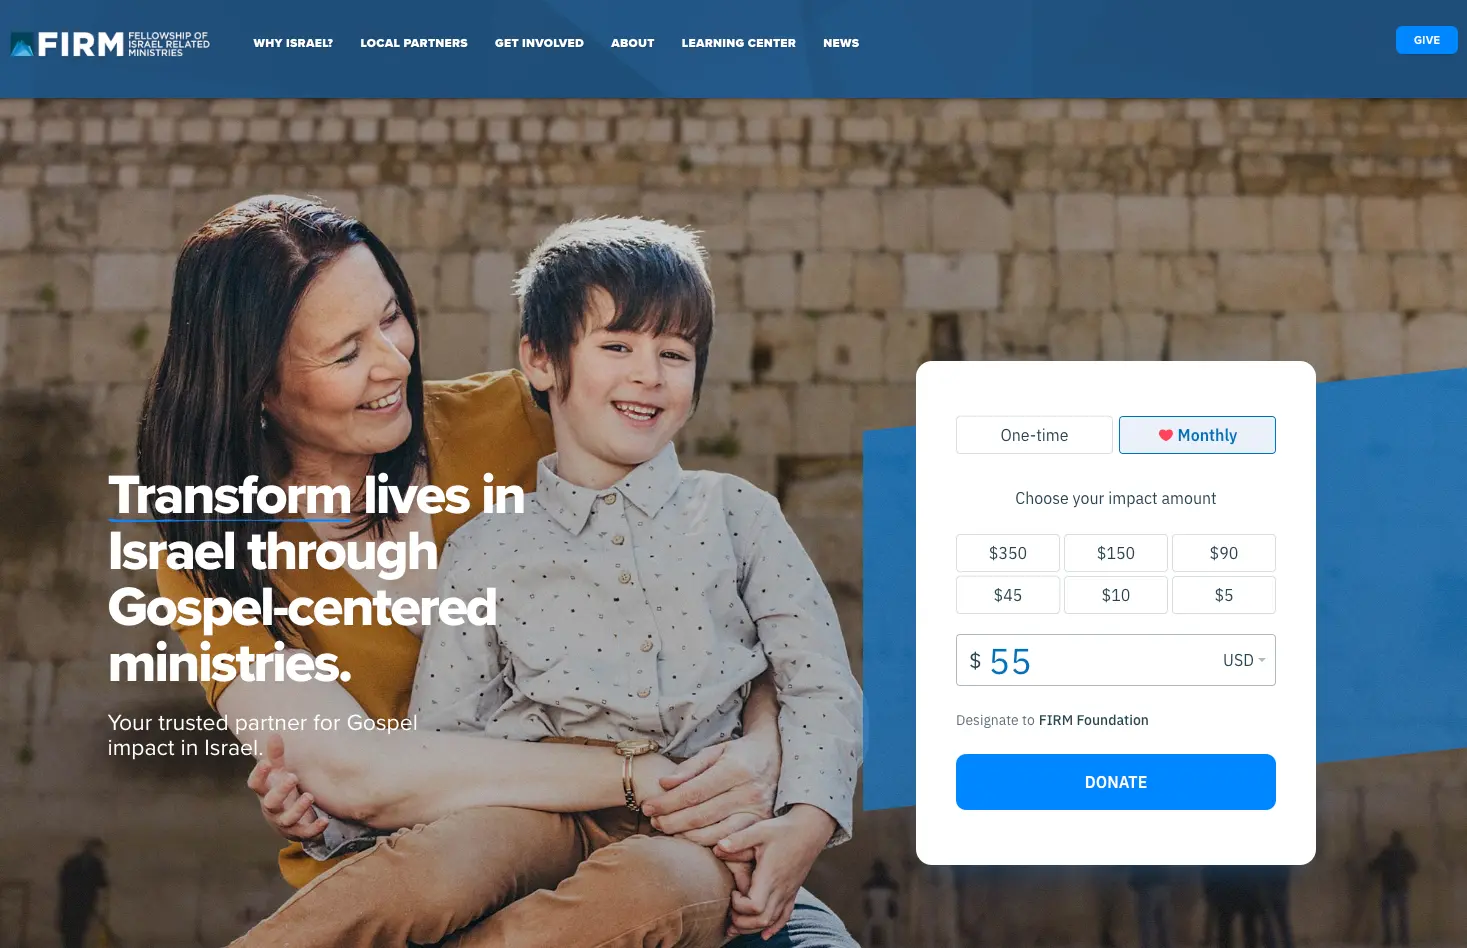 FIRM
FELLOWSHIP OF
ISRAEL RELATED
MINISTRIES
WHY ISRAEL?
LOCAL PARTNERS
GET INVOLVED
ABOUT
LEARNING CENTER
NEWS
GIVE
Transform lives in
Israel through
Gospel-centered
ministries.
Your trusted partner for Gospel
impact in Israel.
One-time
Monthly
Choose your impact amount
$350
$150
$90
$45
$10
$5
$ 55
USD
Designate to FIRM Foundation
DONATE